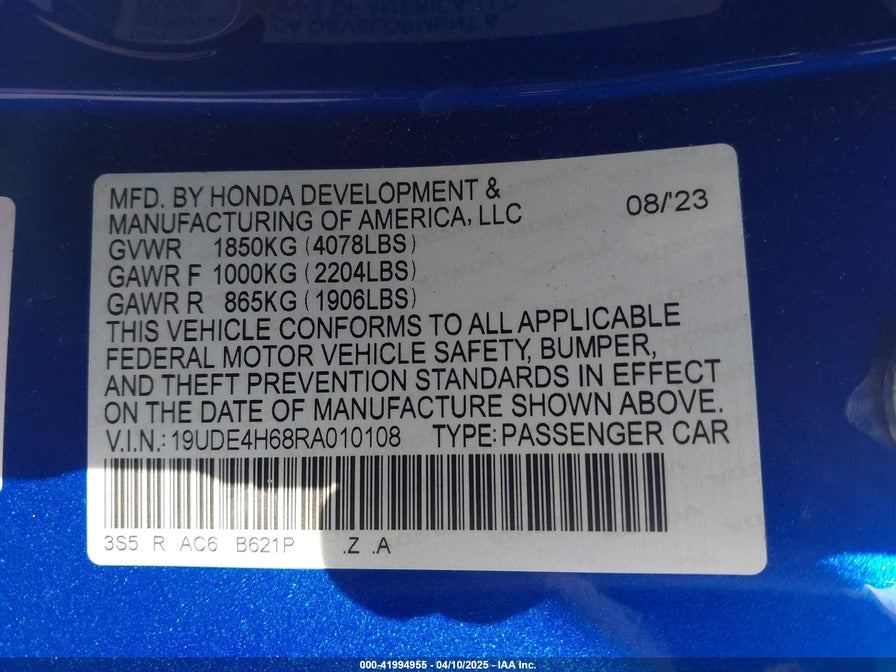 MFD. BY HONDA DEVELOPMENT &
MANUFACTURING OF AMERICA, LLC 08/'23
GVWR 1850KG (4078LBS)
GAWR F 1000KG (2204LBS)
GAWR R 865KG (1906LBS)
THIS VEHICLE CONFORMS TO ALL APPLICABLE
FEDERAL MOTOR VEHICLE SAFETY, BUMPER,
AND THEFT PREVENTION STANDARDS IN EFFECT
ON THE DATE OF MANUFACTURE SHOWN ABOVE.
V.I.N.: 19UDE4H68RA010108 TYPE: PASSENGER CAR
3S5 R AC6 B621P .Z .A
000-41994955 - 04/10/2025 - IAA Inc.